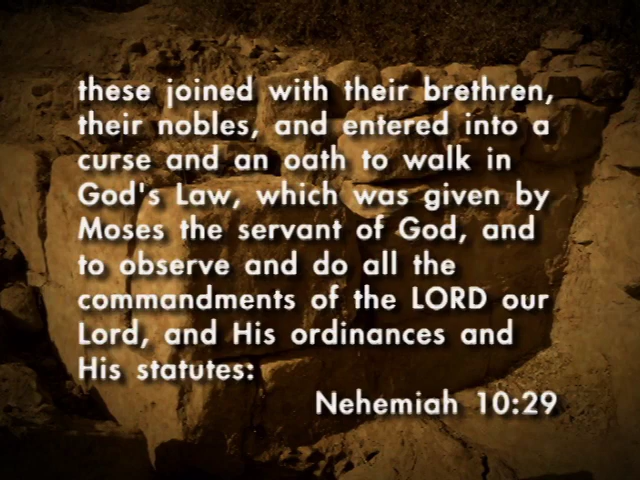 these joined with their brethren,
their nobles, and entered into a
curse and an oath to walk in
God's Law, which was given by
Moses the servant of God, and
to observe and do all the
commandments of the LORD our
Lord, and His ordinances and
His statutes:
Nehemiah 10:29